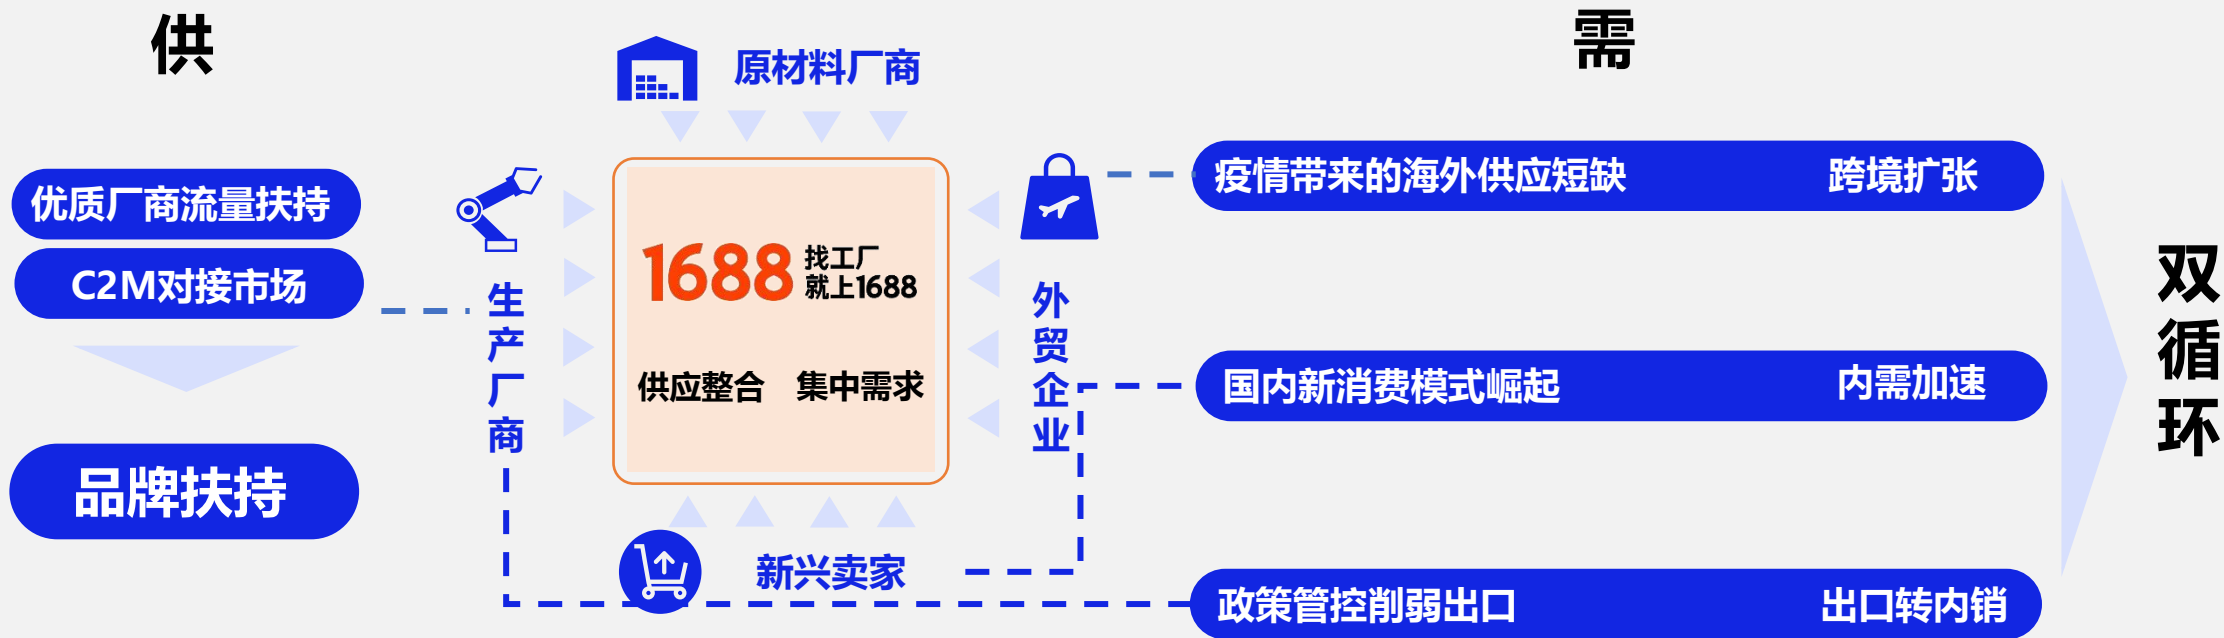 供
需
原材料厂商
优质厂商流量扶持
C2M对接市场
品牌扶持
生产厂商
1688 找工厂
就上1688
供应整合 集中需求
新兴卖家
外贸企业
疫情带来的海外供应短缺 跨境扩张
国内新消费模式崛起 内需加速
政策管控削弱出口 出口转内销
双循环